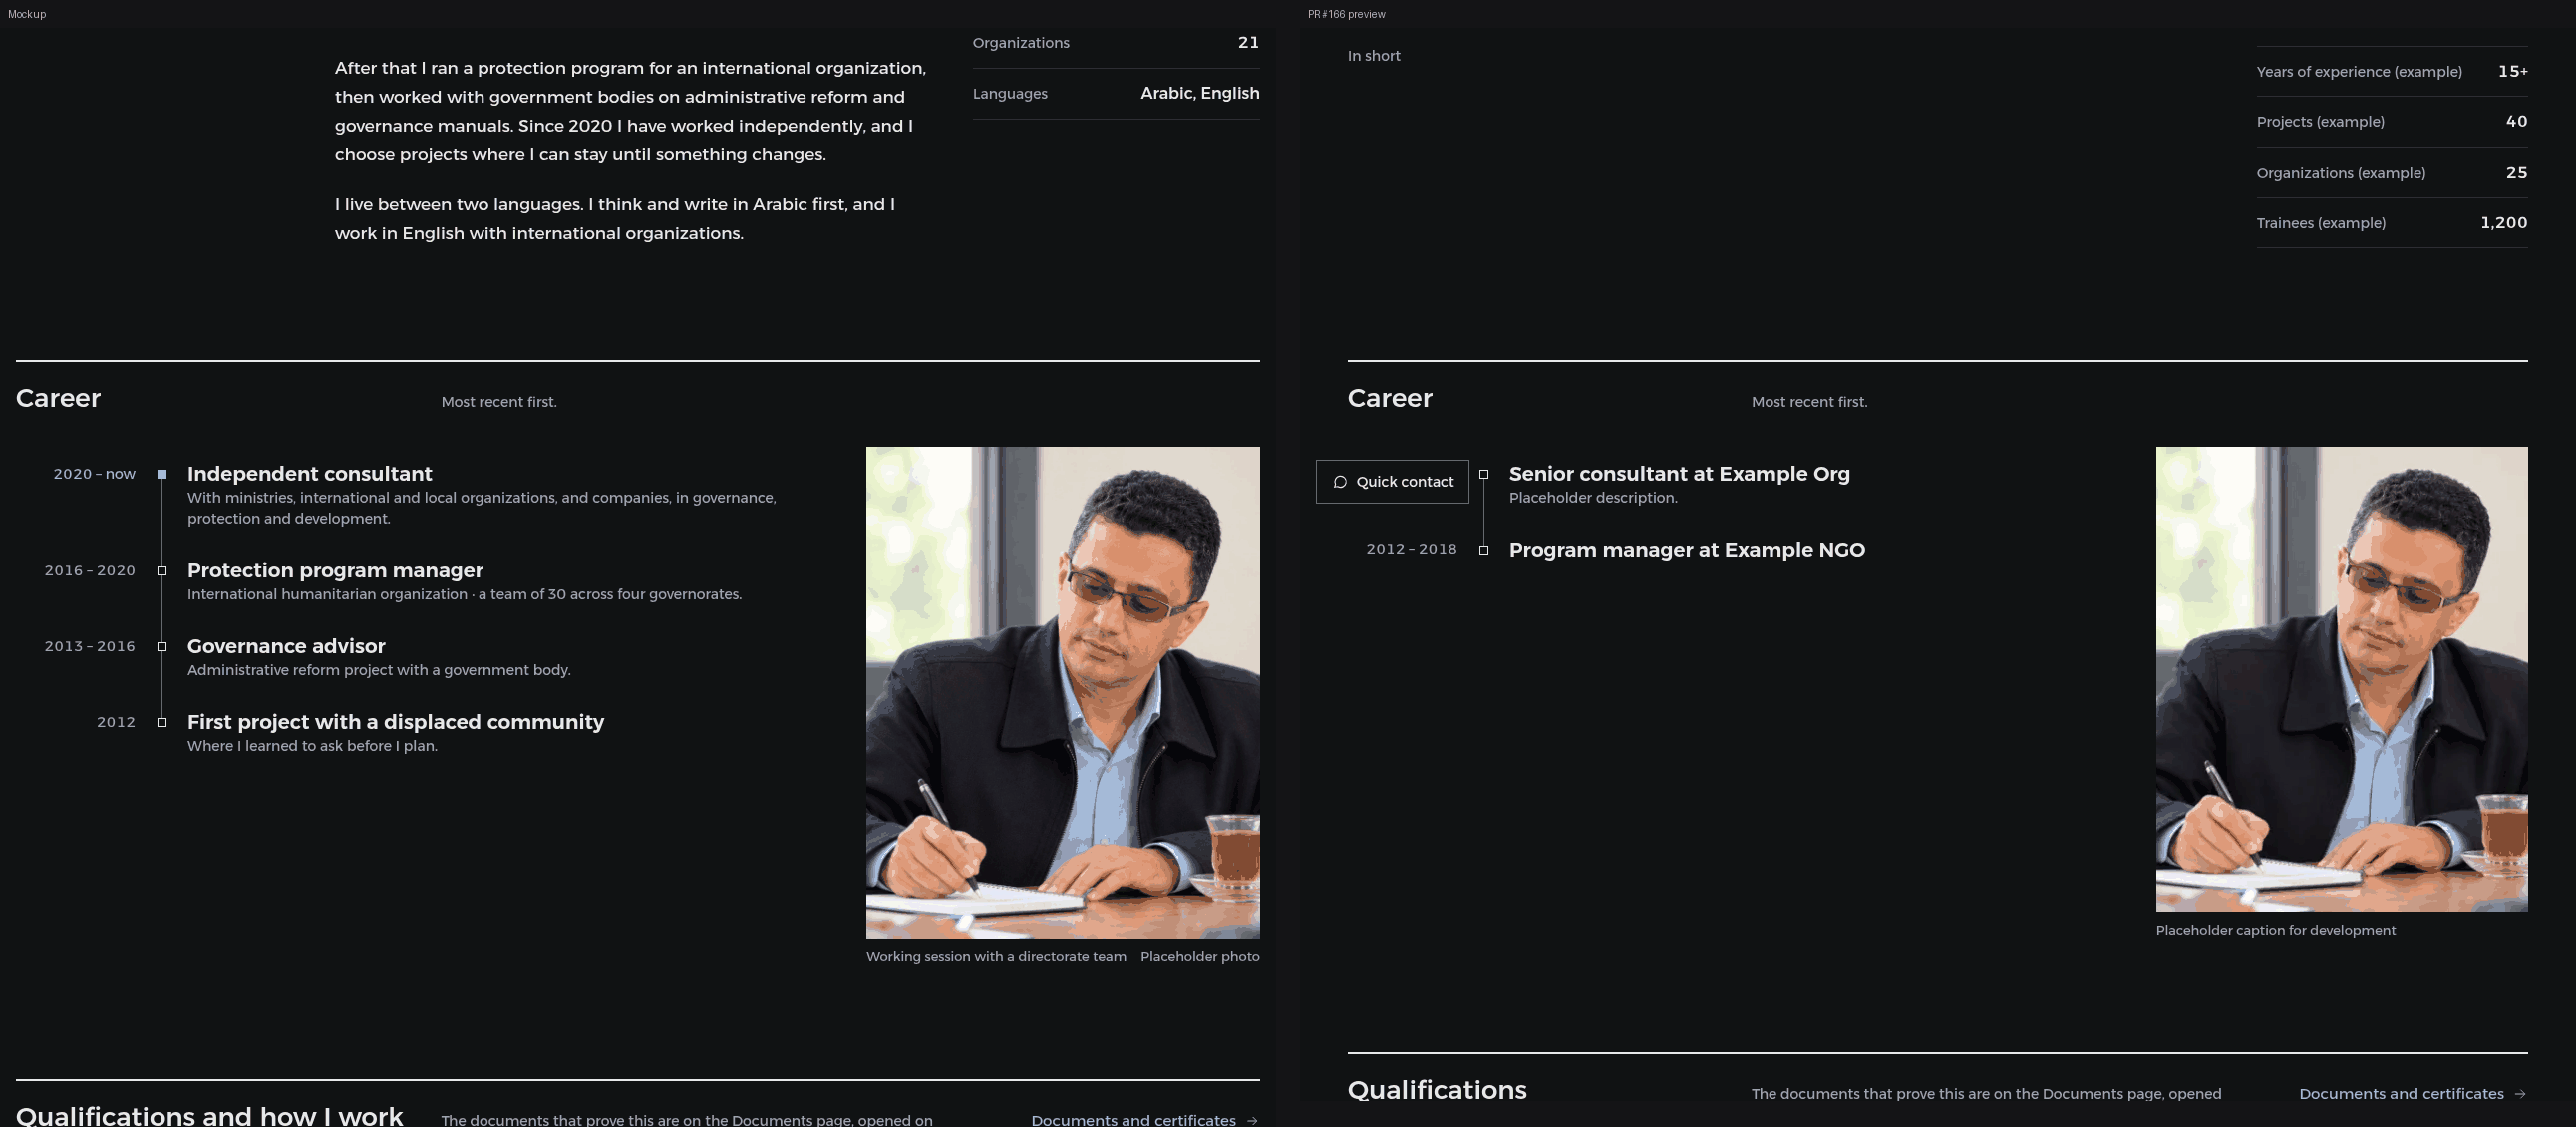 Mockup
Organizations 21
After that I ran a protection program for an international organization,
then worked with government bodies on administrative reform and
governance manuals. Since 2020 I have worked independently, and I
choose projects where I can stay until something changes.
Languages Arabic, English
I live between two languages. I think and write in Arabic first, and I
work in English with international organizations.
Career
Most recent first.
2020 – now
Independent consultant
With ministries, international and local organizations, and companies, in governance,
protection and development.
2016 – 2020
Protection program manager
International humanitarian organization · a team of 30 across four governorates.
2013 – 2016
Governance advisor
Administrative reform project with a government body.
2012
First project with a displaced community
Where I learned to ask before I plan.
Working session with a directorate team Placeholder photo
Qualifications and how I work
The documents that prove this are on the Documents page, opened on
Documents and certificates →
PR #166 preview
In short
Years of experience (example) 15+
Projects (example) 40
Organizations (example) 25
Trainees (example) 1,200
Career
Most recent first.
Quick contact
Senior consultant at Example Org
Placeholder description.
2012 – 2018
Program manager at Example NGO
Placeholder caption for development
Qualifications
The documents that prove this are on the Documents page, opened
Documents and certificates →